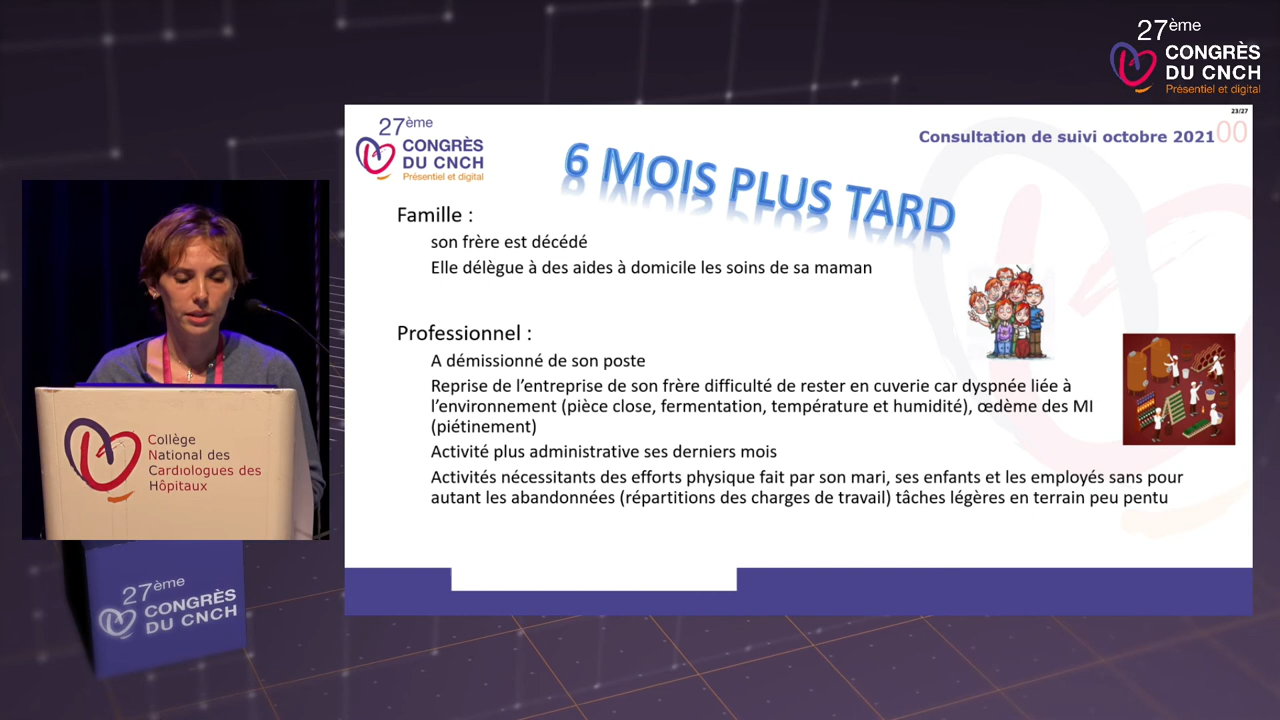 27ème
CONGRÈS
DU CNCH
Présentiel et digital
23/27
27ème
CONGRÈS
DU CNCH
Présentiel et digital
Consultation de suivi octobre 2021
00
6 MOIS PLUS TARD
Famille :
son frère est décédé
Elle délègue à des aides à domicile les soins de sa maman
Professionnel :
A démissionné de son poste
Reprise de l'entreprise de son frère difficulté de rester en cuverie car dyspnée liée à
l'environnement (pièce close, fermentation, température et humidité), œdème des MI
(piétinement)
Activité plus administrative ses derniers mois
Activités nécessitants des efforts physique fait par son mari, ses enfants et les employés sans pour
autant les abandonnées (répartitions des charges de travail) tâches légères en terrain peu pentu
Collège
National des
Cardiologues des
Hôpitaux
27ème
CONGRÈS
DU CNCH